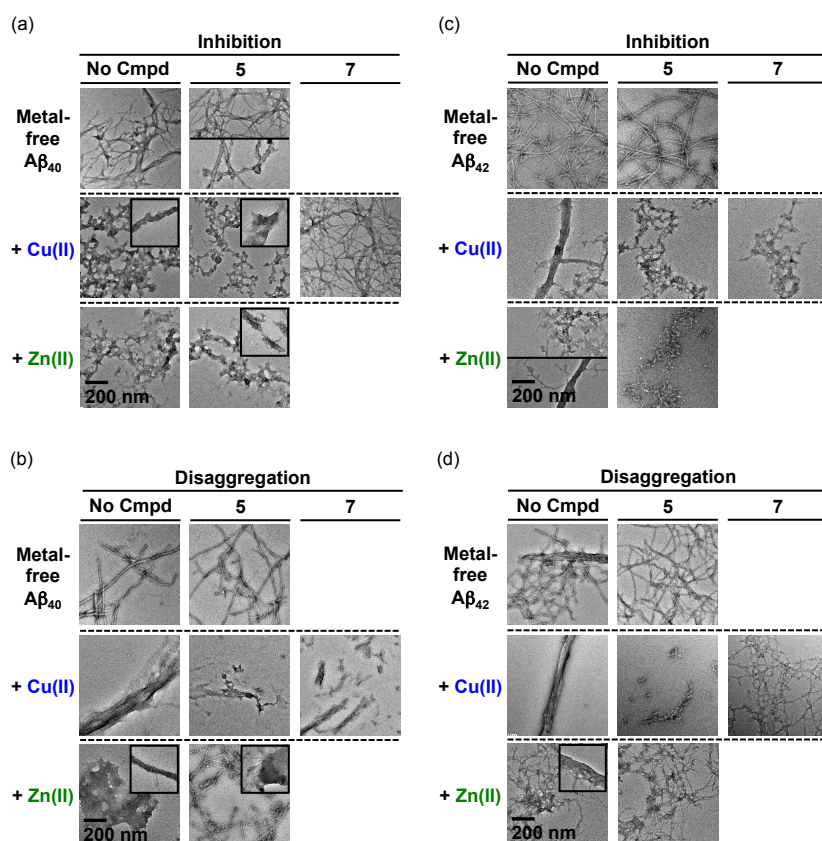 (a)
Inhibition
No Cmpd 5 7
Metal-
free
Aβ40
+ Cu(II)
+ Zn(II)
200 nm
(c)
Inhibition
No Cmpd 5 7
Metal-
free
Aβ42
+ Cu(II)
+ Zn(II)
200 nm
(b)
Disaggregation
No Cmpd 5 7
Metal-
free
Aβ40
+ Cu(II)
+ Zn(II)
200 nm
(d)
Disaggregation
No Cmpd 5 7
Metal-
free
Aβ42
+ Cu(II)
+ Zn(II)
200 nm